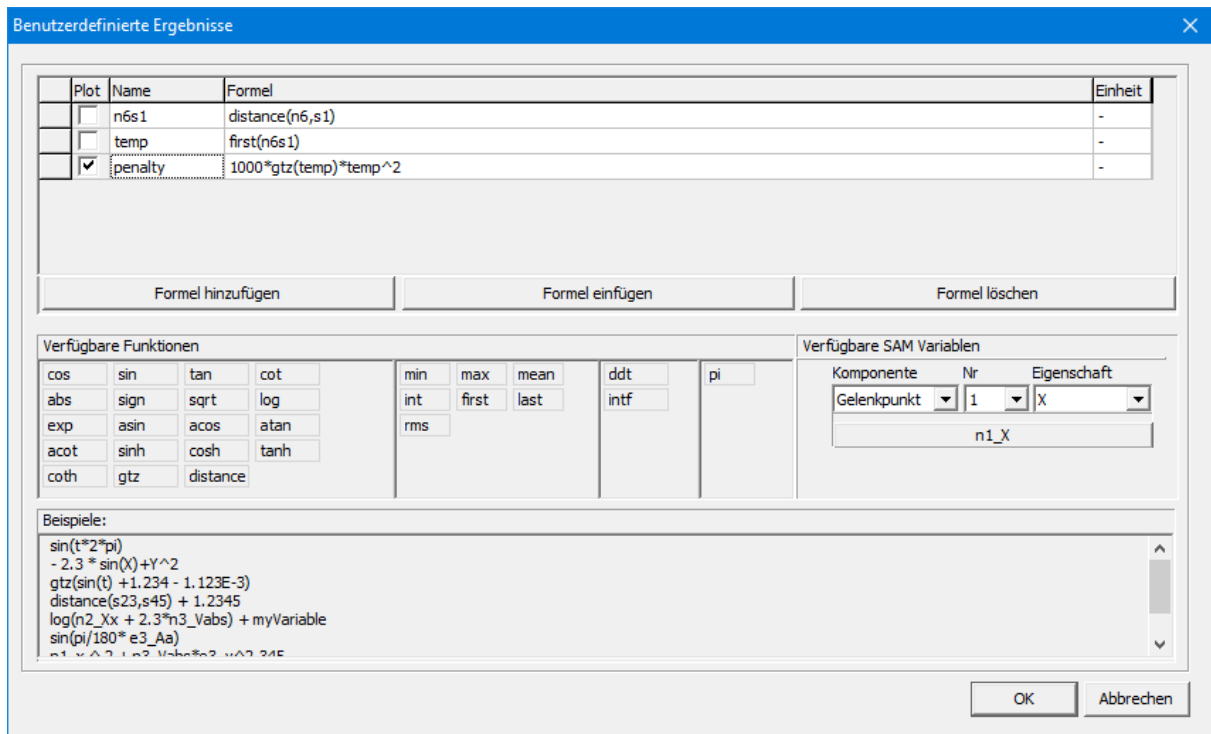 Benutzerdefinierte Ergebnisse
Plot Name Formel Einheit
n6s1 distance(n6,s1) -
temp first(n6s1) -
penalty 1000*gtz(temp)*temp^2 -
Formel hinzufügen Formel einfügen Formel löschen
Verfügbare Funktionen Verfügbare SAM Variablen
cos sin tan cot min max mean ddt pi Komponente Nr Eigenschaft
abs sign sqrt log int first last intf Gelenkpunkt 1 X
exp asin acos atan rms n1_X
acot sinh cosh tanh
coth gtz distance
Beispiele:
sin(t*2*pi)
- 2.3 * sin(X)+Y^2
gtz(sin(t) +1.234 - 1.123E-3)
distance(s23,s45) + 1.2345
log(n2_Xx + 2.3*n3_Vabs) + myVariable
sin(pi/180* e3_Aa)
OK Abbrechen